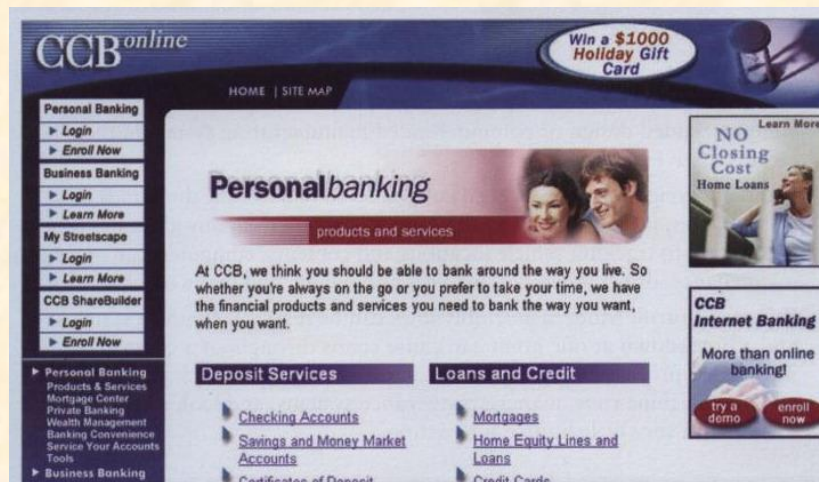 CCB online
Win a $1000
Holiday Gift
Card
HOME | SITE MAP
Personal Banking
Login
Enroll Now
Business Banking
Login
Learn More
My Streetscape
Login
Learn More
CCB ShareBuilder
Login
Enroll Now
Personal Banking
Products & Services
Mortgage Center
Private Banking
Wealth Management
Banking Convenience
Service Your Accounts
Tools
Business Banking
Personal banking
products and services
At CCB, we think you should be able to bank around the way you live. So
whether you're always on the go or you prefer to take your time, we have
the financial products and services you need to bank the way you want,
when you want.
Deposit Services
Checking Accounts
Savings and Money Market
Accounts
Certificates of Deposit
Loans and Credit
Mortgages
Home Equity Lines and
Loans
Credit Cards
Learn More
NO
Closing
Cost
Home Loans
CCB
Internet Banking
More than online
banking!
try a
demo
enroll
now